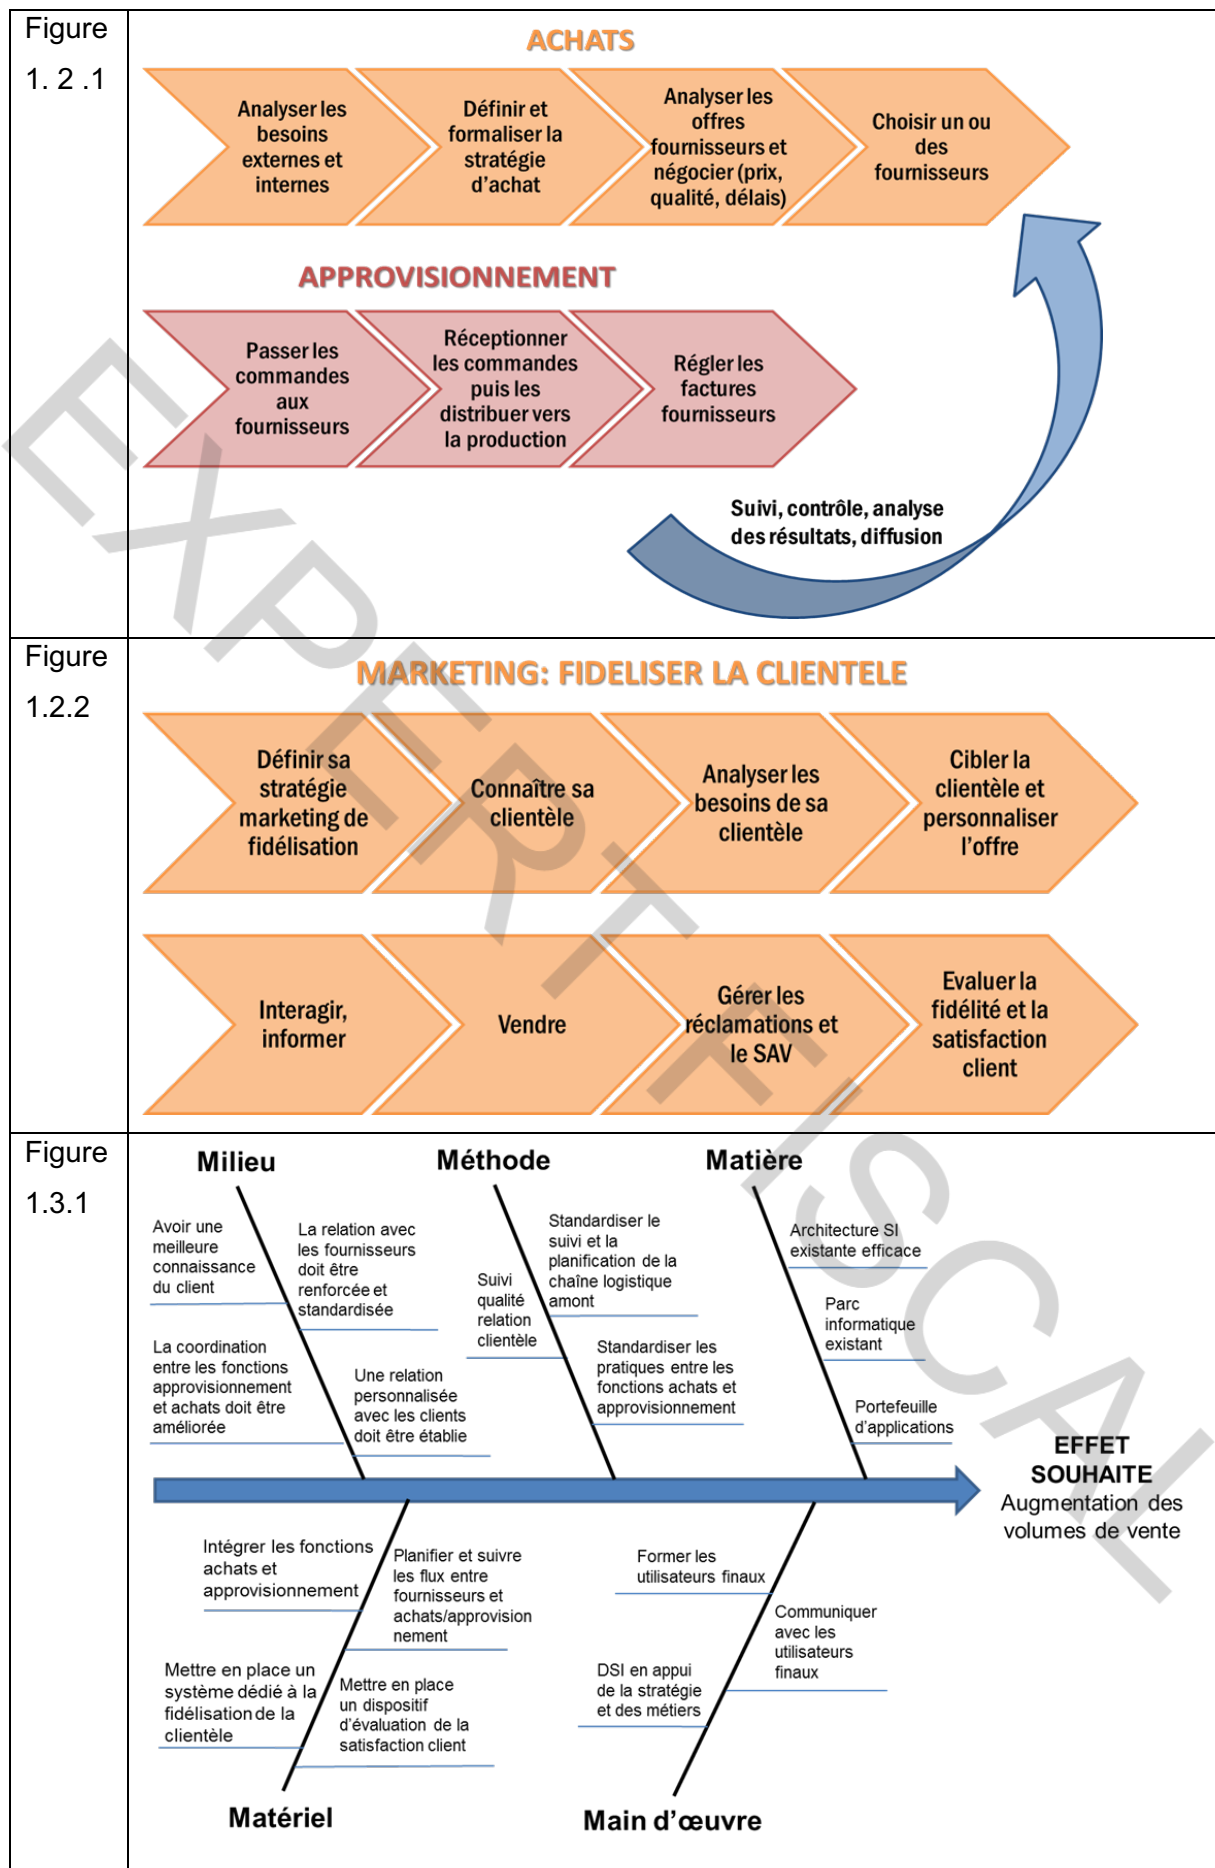 Figure
1. 2 .1
ACHATS
Analyser les
besoins
externes et
internes
Définir et
formaliser la
stratégie
d'achat
Analyser les
offres
fournisseurs et
négocier (prix,
qualité, délais)
Choisir un ou
des
fournisseurs
APPROVISIONNEMENT
Passer les
commandes
aux
fournisseurs
Réceptionner
les commandes
puis les
distribuer vers
la production
Régler les
factures
fournisseurs
Suivi, contrôle, analyse
des résultats, diffusion
Figure
1.2.2
MARKETING: FIDELISER LA CLIENTELE
Définir sa
stratégie
marketing de
fidélisation
Connaître sa
clientèle
Analyser les
besoins de sa
clientèle
Cibler la
clientèle et
personnaliser
l'offre
Interagir,
informer
Vendre
Gérer les
réclamations et
le SAV
Evaluer la
fidélité et la
satisfaction
client
Figure
1.3.1
Milieu
Méthode
Matière
Avoir une
meilleure
connaissance
du client
La relation avec
les fournisseurs
doit être
renforcée et
standardisée
La coordination
entre les fonctions
approvisionnement
et achats doit être
améliorée
Une relation
personnalisée
avec les clients
doit être établie
Suivi
qualité
relation
clientèle
Standardiser le
suivi et la
planification de la
chaîne logistique
amont
Standardiser les
pratiques entre les
fonctions achats et
approvisionnement
Architecture SI
existante efficace
Parc
informatique
existant
Portefeuille
d'applications
EFFET
SOUHAITE
Augmentation des
volumes de vente
Intégrer les fonctions
achats et
approvisionnement
Planifier et suivre
les flux entre
fournisseurs et
achats/approvision
nement
Mettre en place un
système dédié à la
fidélisation de la
clientèle
Mettre en place
un dispositif
d'évaluation de la
satisfaction client
Former les
utilisateurs finaux
Communiquer
avec les
utilisateurs
finaux
DSI en appui
de la stratégie
et des métiers
Matériel
Main d'œuvre
EXPERT FISCAL